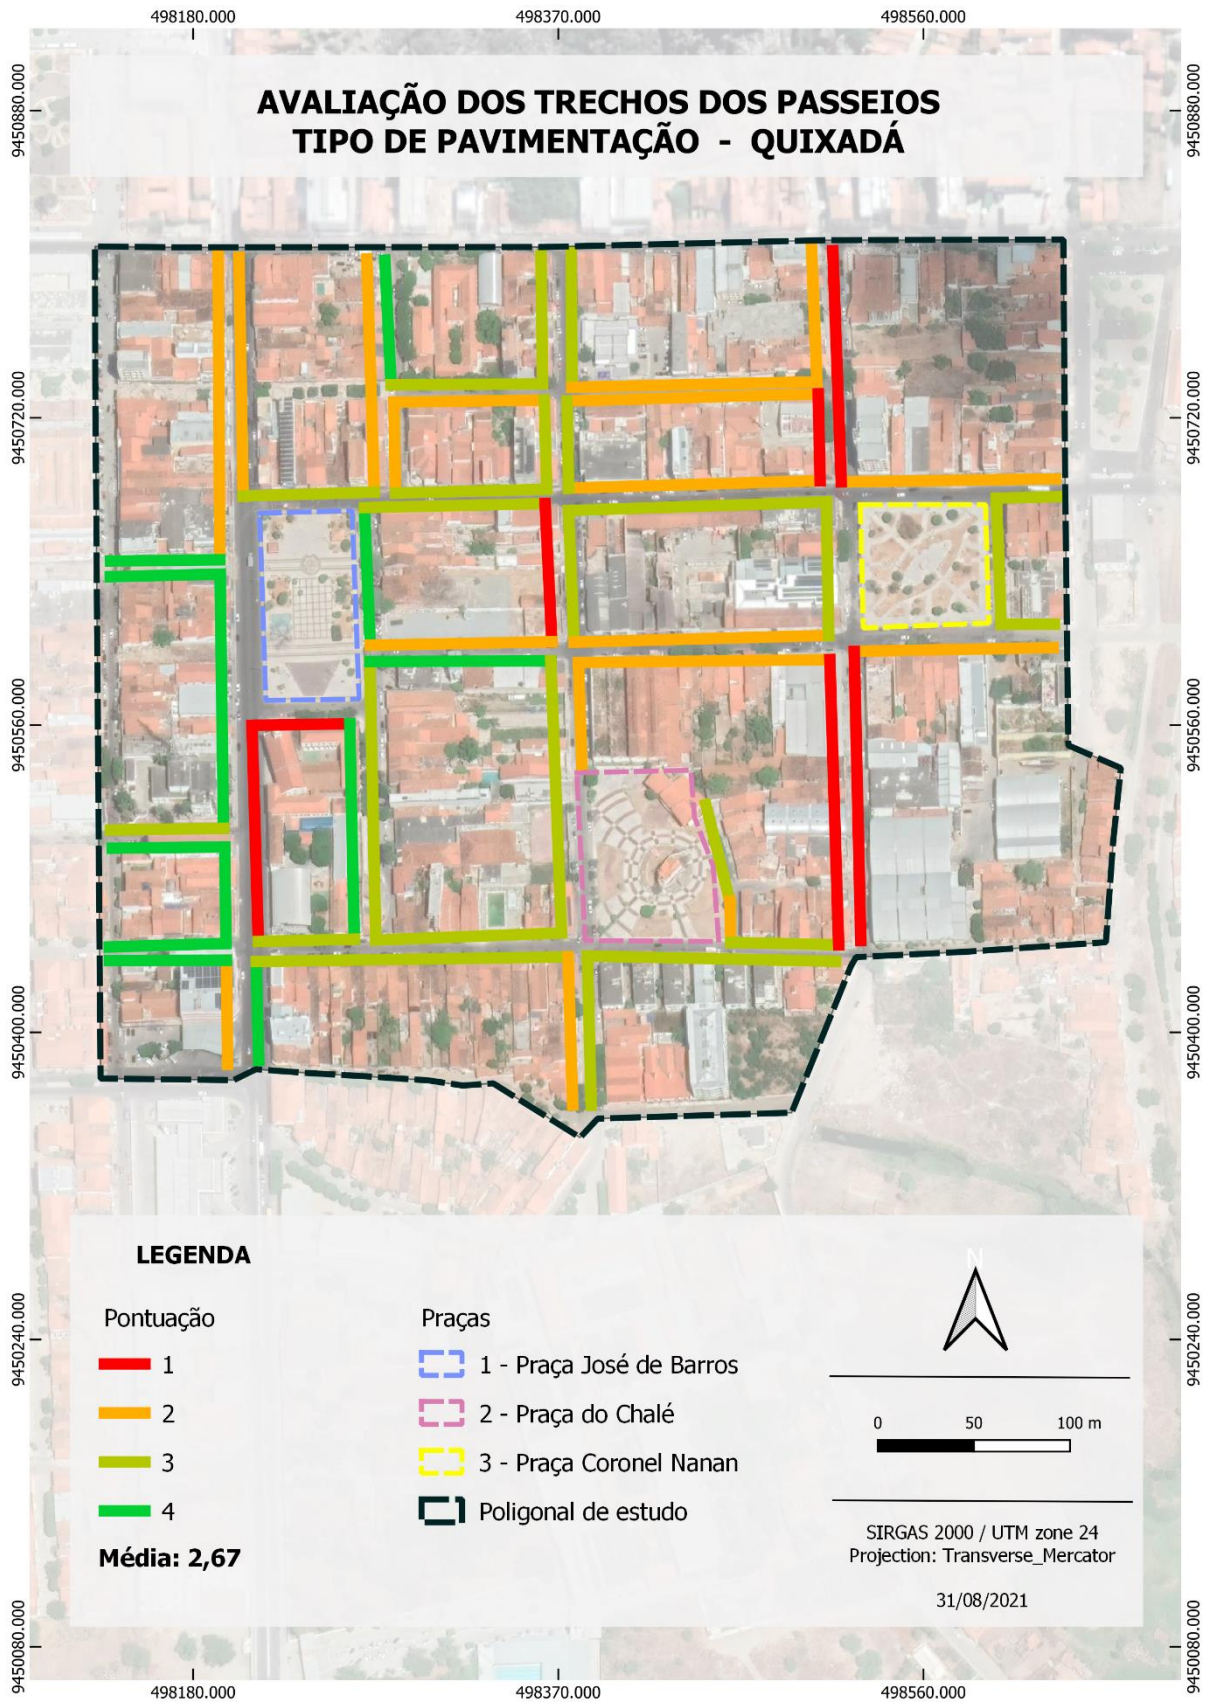 498180.000
498370.000
498560.000
9450880.000
9450880.000
AVALIAÇÃO DOS TRECHOS DOS PASSEIOS
TIPO DE PAVIMENTAÇÃO - QUIXADÁ
9450720.000
9450720.000
9450560.000
9450560.000
9450400.000
9450400.000
9450240.000
9450240.000
9450080.000
9450080.000
LEGENDA
Pontuação
1
2
3
4
Média: 2,67
Praças
1 - Praça José de Barros
2 - Praça do Chalé
3 - Praça Coronel Nanan
Poligonal de estudo
N
0 50 100 m
SIRGAS 2000 / UTM zone 24
Projection: Transverse_Mercator
31/08/2021
498180.000
498370.000
498560.000